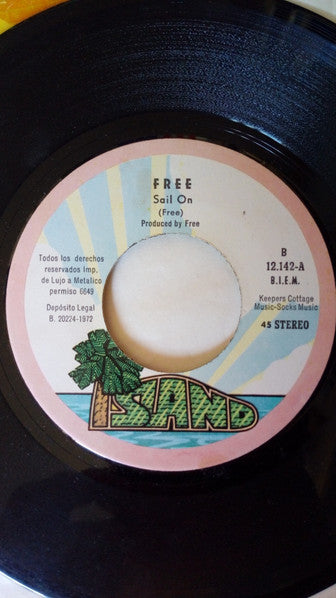 FREE
Sail On
(Free)
Produced by Free
Todos los derechos
reservados Imp.
de Lujo a Metalico
permiso 6649
Depósito Legal
B. 20224-1972
B
12.142-A
B.I.E.M.
Keepers Cottage
Music-Socks Music
45 STEREO
ISLAND